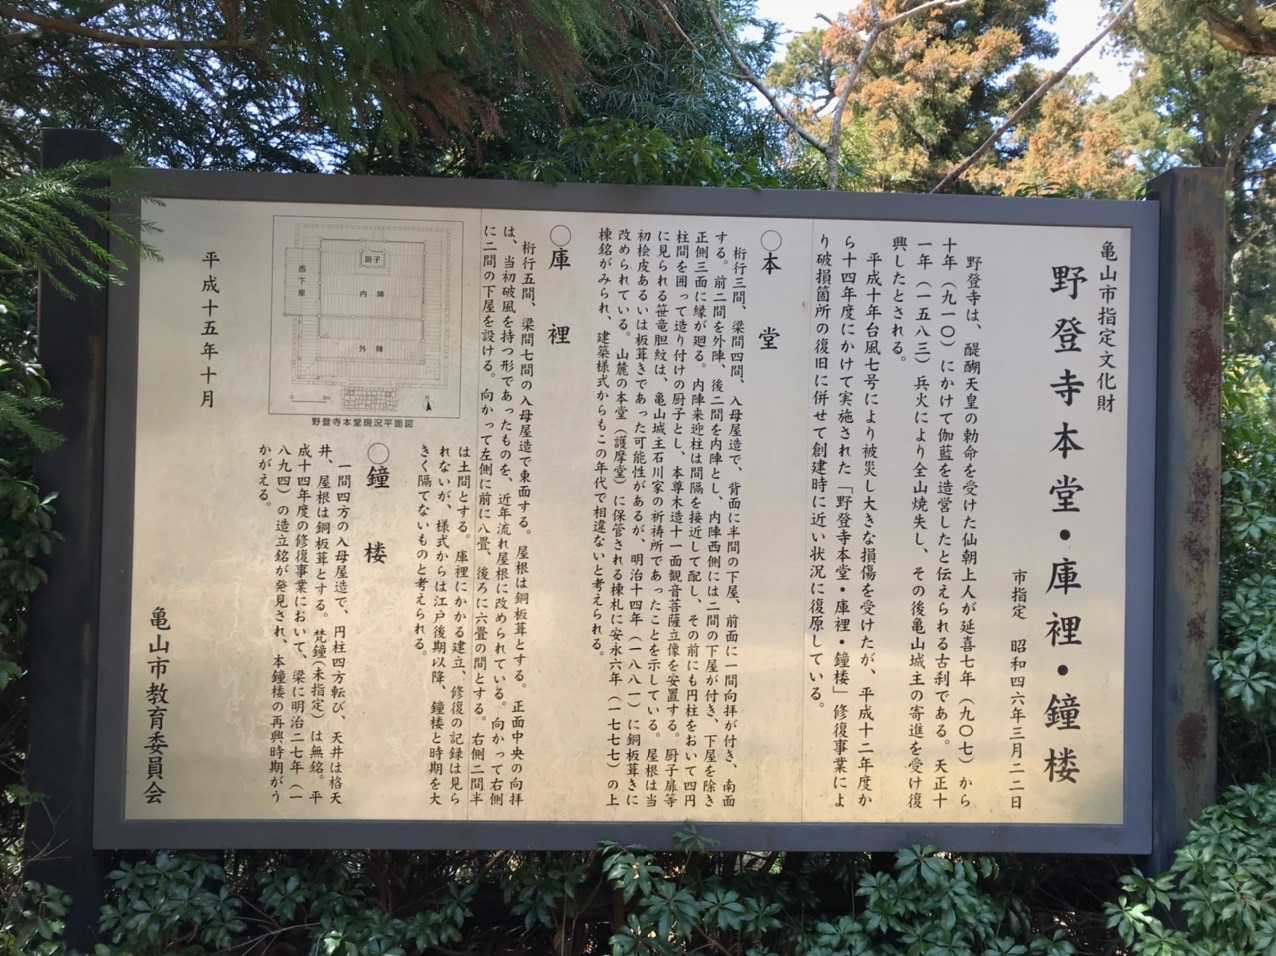 亀山市指定文化財
野登寺本堂・庫裡・鐘楼
市指定　昭和四六年三月二二日
野登寺は、醍醐天皇の勅命を受けた仙朝上人が延喜七年（九〇七）から
十年（九一〇）にかけて伽藍を造営したと伝えられる古刹である。天正十
一年（一五八三）兵火により全山焼失し、その後亀山城主の寄進を受け復
興したとされる。
平成十年台風七号により被災し大きな損傷を受けたが、平成十二年度か
ら十四年度にかけて実施された「野登寺本堂・庫裡・鐘楼」修復事業によ
り破損箇所の復旧に併せて創建時に近い状況に復原している。
〇本堂
桁行三間、梁間四間、入母屋造で、背面に半間の下屋、前面に一間向拝が付き、南面
する。前二間を外陣、後二間を内陣とし、内陣西側には二間の下屋が付き、下屋を除き
正側三面に縁が廻る。内陣来迎柱は間隔を接近して配し、その前にも円柱をおいて四円
柱間を囲って造り付けの厨子とし、本尊木造十一面観音菩薩立像を安置する。厨子扉等
に見られる笹竜胆紋は、亀山城主石川家の祈祷所であったことを示している。屋根は当
初桧皮あるいは板葺きであった可能性があるが、明治十四年（一八八一）に銅板葺きに
改められている。山麓の本堂（護摩堂）に保管される棟札に安永六年（一七七七）の上
棟銘がみられ、建築様式からもこの年代で相違ないと考えられる。
〇庫裡
桁行五間、梁間七間の入母屋造で東面する。屋根は銅板葺とする。正面中央の向拝
は、当初破風を持つ形であったものを、近年流れ屋根に改められている。向かって右側
に二間の下屋を設ける。向かって左側に前に八畳、後ろに六畳の間とする。右側二間半
は土間とする。庫裡にかかる建立、修復の記録は見ら
れないが、様式からは江戸後期以降、鐘楼と時期を大
きく隔てないものと考えられる。
〇鐘楼
一間四方の入母屋造で、円柱四方転び、天井は格天
井、屋根は銅板葺とする。梵鐘（未指定）は無銘。平
成十四年度の修復事業において、梁に明治二七年（一
八九四）の造立銘が発見され、本鐘楼の再興時期がう
かがえる。
厨子
西下屋
内陣
外陣
野登寺本堂現況平面図
平成十五年十月
亀山市教育委員会